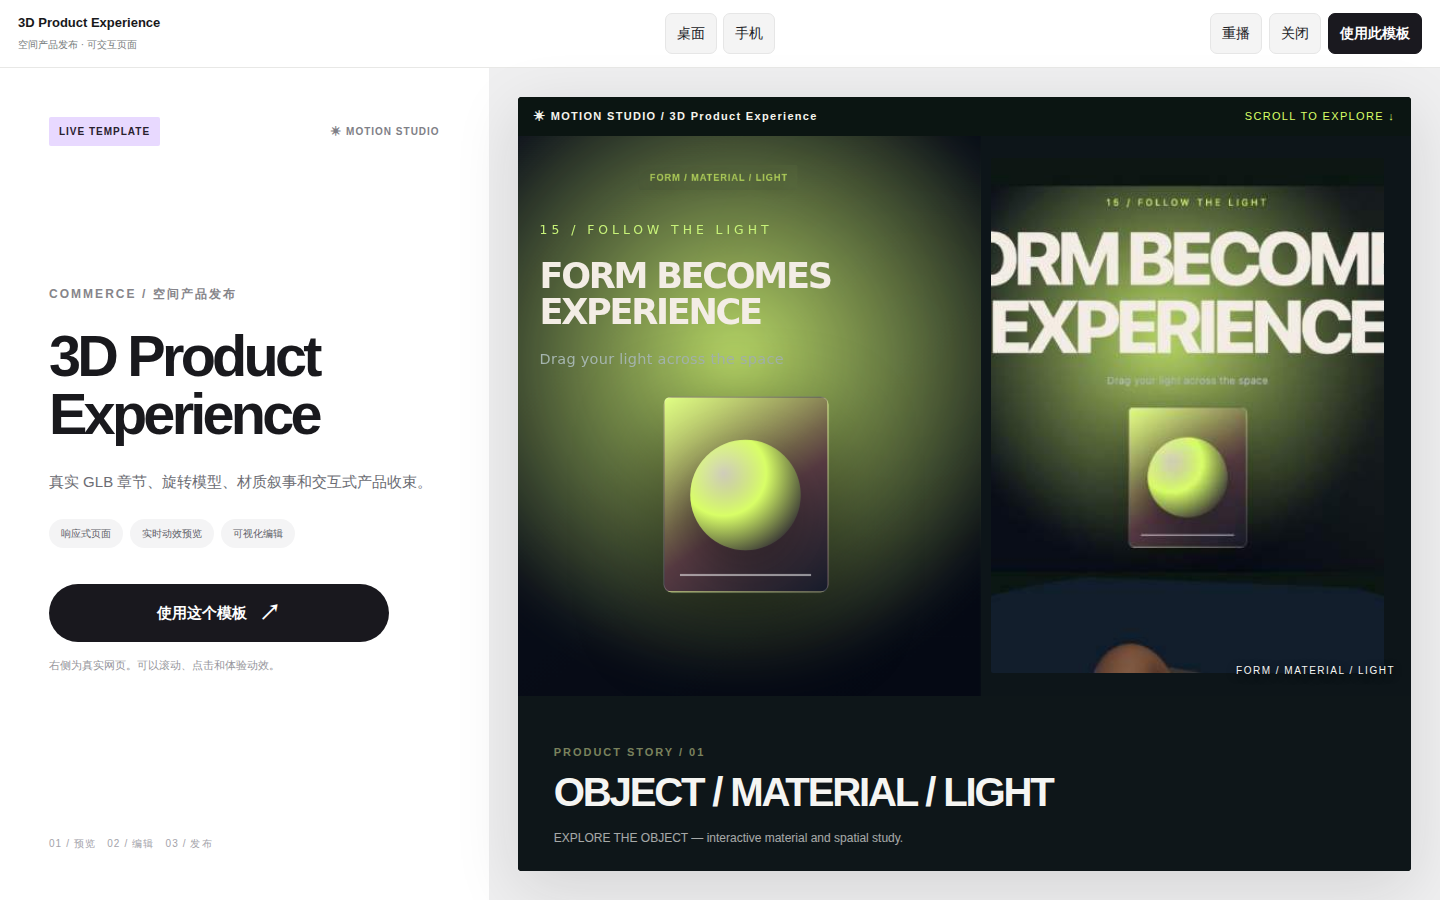 3D Product Experience
空间产品发布 · 可交互页面
桌面
手机
重播
关闭
使用此模板
LIVE TEMPLATE
✷ MOTION STUDIO
COMMERCE / 空间产品发布
3D Product
Experience
真实 GLB 章节、旋转模型、材质叙事和交互式产品收束。
响应式页面
实时动效预览
可视化编辑
使用这个模板 ↗
右侧为真实网页。可以滚动、点击和体验动效。
01 / 预览 02 / 编辑 03 / 发布
✷ MOTION STUDIO / 3D Product Experience
SCROLL TO EXPLORE ↓
FORM / MATERIAL / LIGHT
15 / FOLLOW THE LIGHT
FORM BECOMES
EXPERIENCE
Drag your light across the space
16 / FOLLOW THE LIGHT
ORM BECOME
EXPERIENCE
Drag your light across the space
FORM / MATERIAL / LIGHT
PRODUCT STORY / 01
OBJECT / MATERIAL / LIGHT
EXPLORE THE OBJECT — interactive material and spatial study.